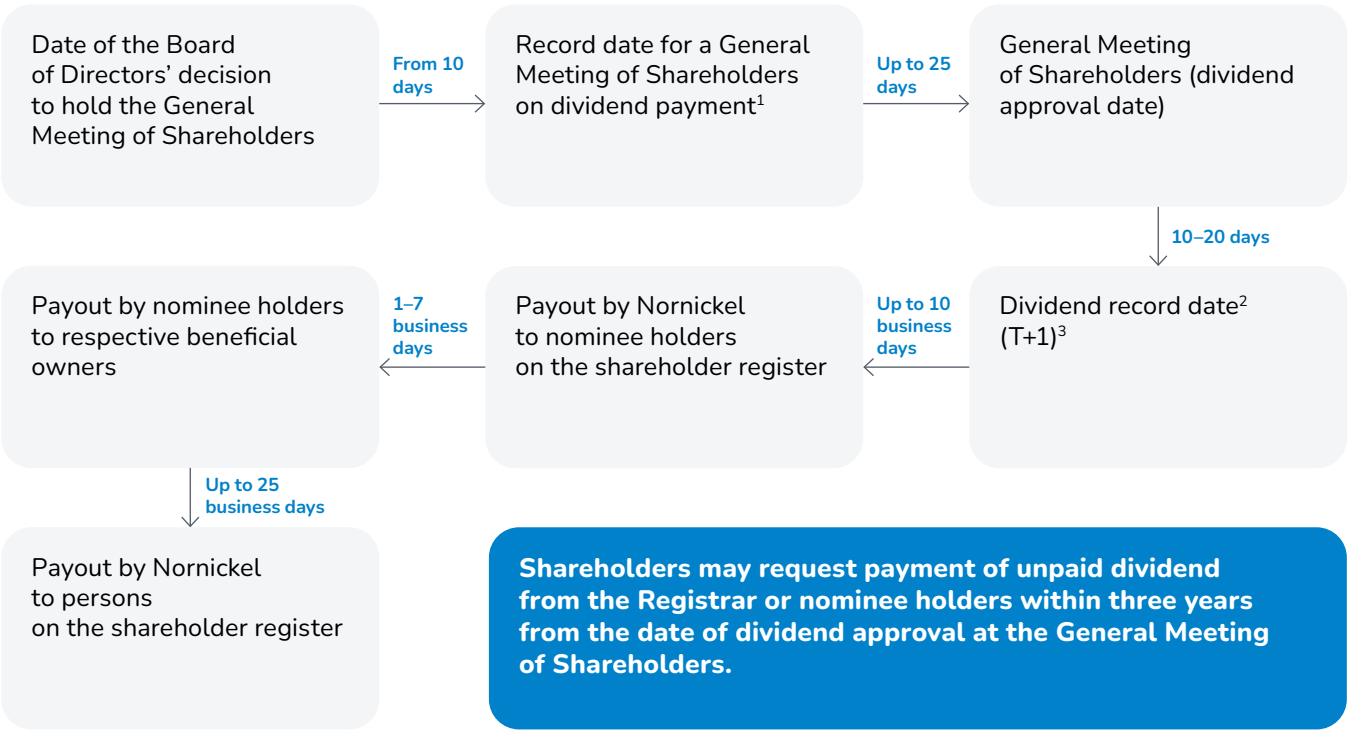 Date of the Board
of Directors’ decision
to hold the General
Meeting of Shareholders
From 10
days
Record date for a General
Meeting of Shareholders
on dividend payment1
Up to 25
days
General Meeting
of Shareholders (dividend
approval date)
10–20 days
Dividend record date2
(T+1)3
Up to 10
business
days
Payout by Nornickel
to nominee holders
on the shareholder register
1–7
business
days
Payout by nominee holders
to respective beneficial
owners
Up to 25
business days
Payout by Nornickel
to persons
on the shareholder register
Shareholders may request payment of unpaid dividend
from the Registrar or nominee holders within three years
from the date of dividend approval at the General Meeting
of Shareholders.